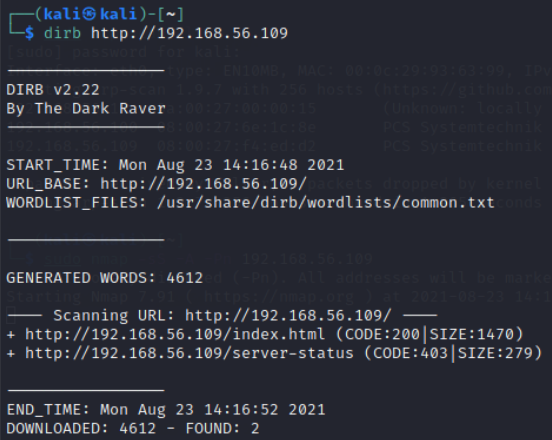 ┌──(kali㉿kali)-[~]
└─$ dirb http://192.168.56.109
-----------------
DIRB v2.22
By The Dark Raver
-----------------
START_TIME: Mon Aug 23 14:16:48 2021
URL_BASE: http://192.168.56.109/
WORDLIST_FILES: /usr/share/dirb/wordlists/common.txt
-----------------
GENERATED WORDS: 4612
---- Scanning URL: http://192.168.56.109/ ----
+ http://192.168.56.109/index.html (CODE:200|SIZE:1470)
+ http://192.168.56.109/server-status (CODE:403|SIZE:279)
-----------------
END_TIME: Mon Aug 23 14:16:52 2021
DOWNLOADED: 4612 - FOUND: 2